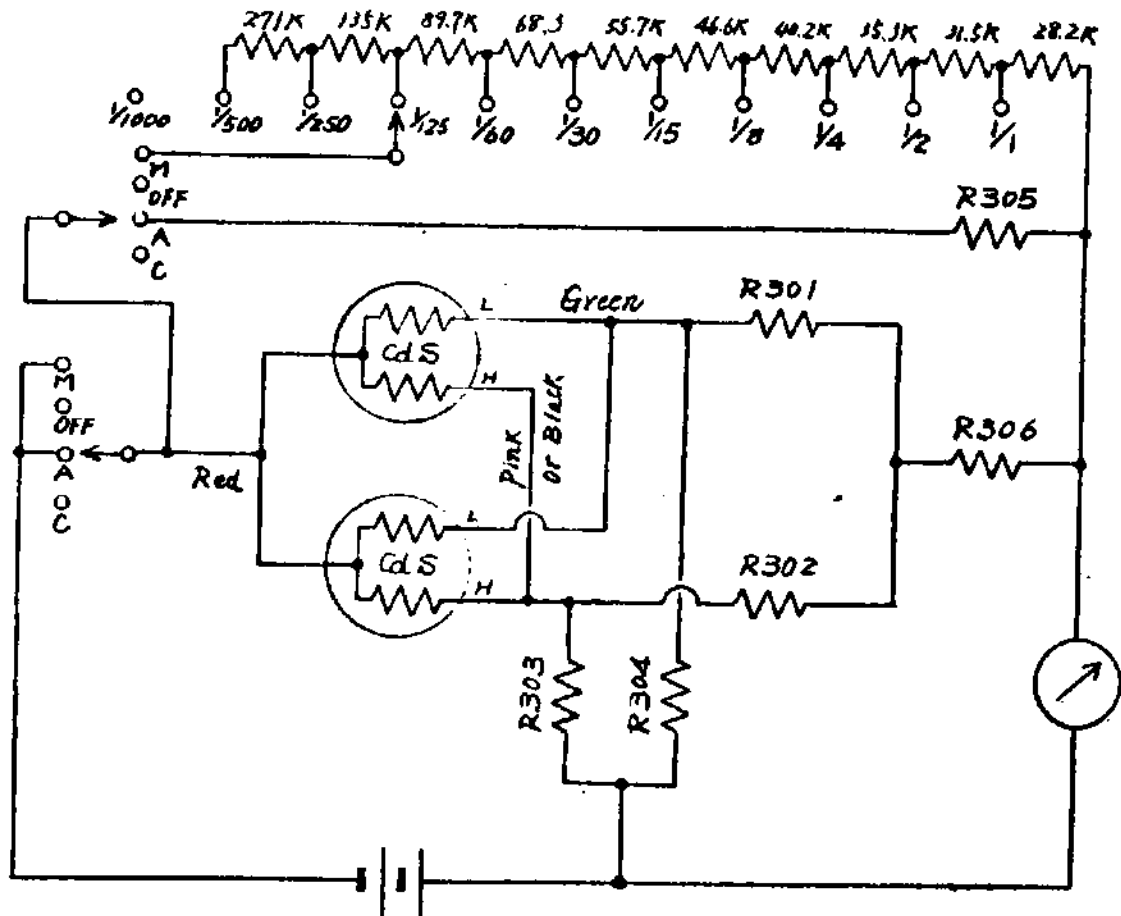 271K 135K 89.7K 68.3 55.7K 46.6K 40.2K 35.3K 31.5K 28.2K
1/1000 1/500 1/250 1/125 1/60 1/30 1/15 1/8 1/4 1/2 1/1
M
OFF
A
C
R305
L
Green
R301
CdS
H
M
OFF
A
C
Red
Pink
or Black
R306
L
CdS
H
R302
R303
R304